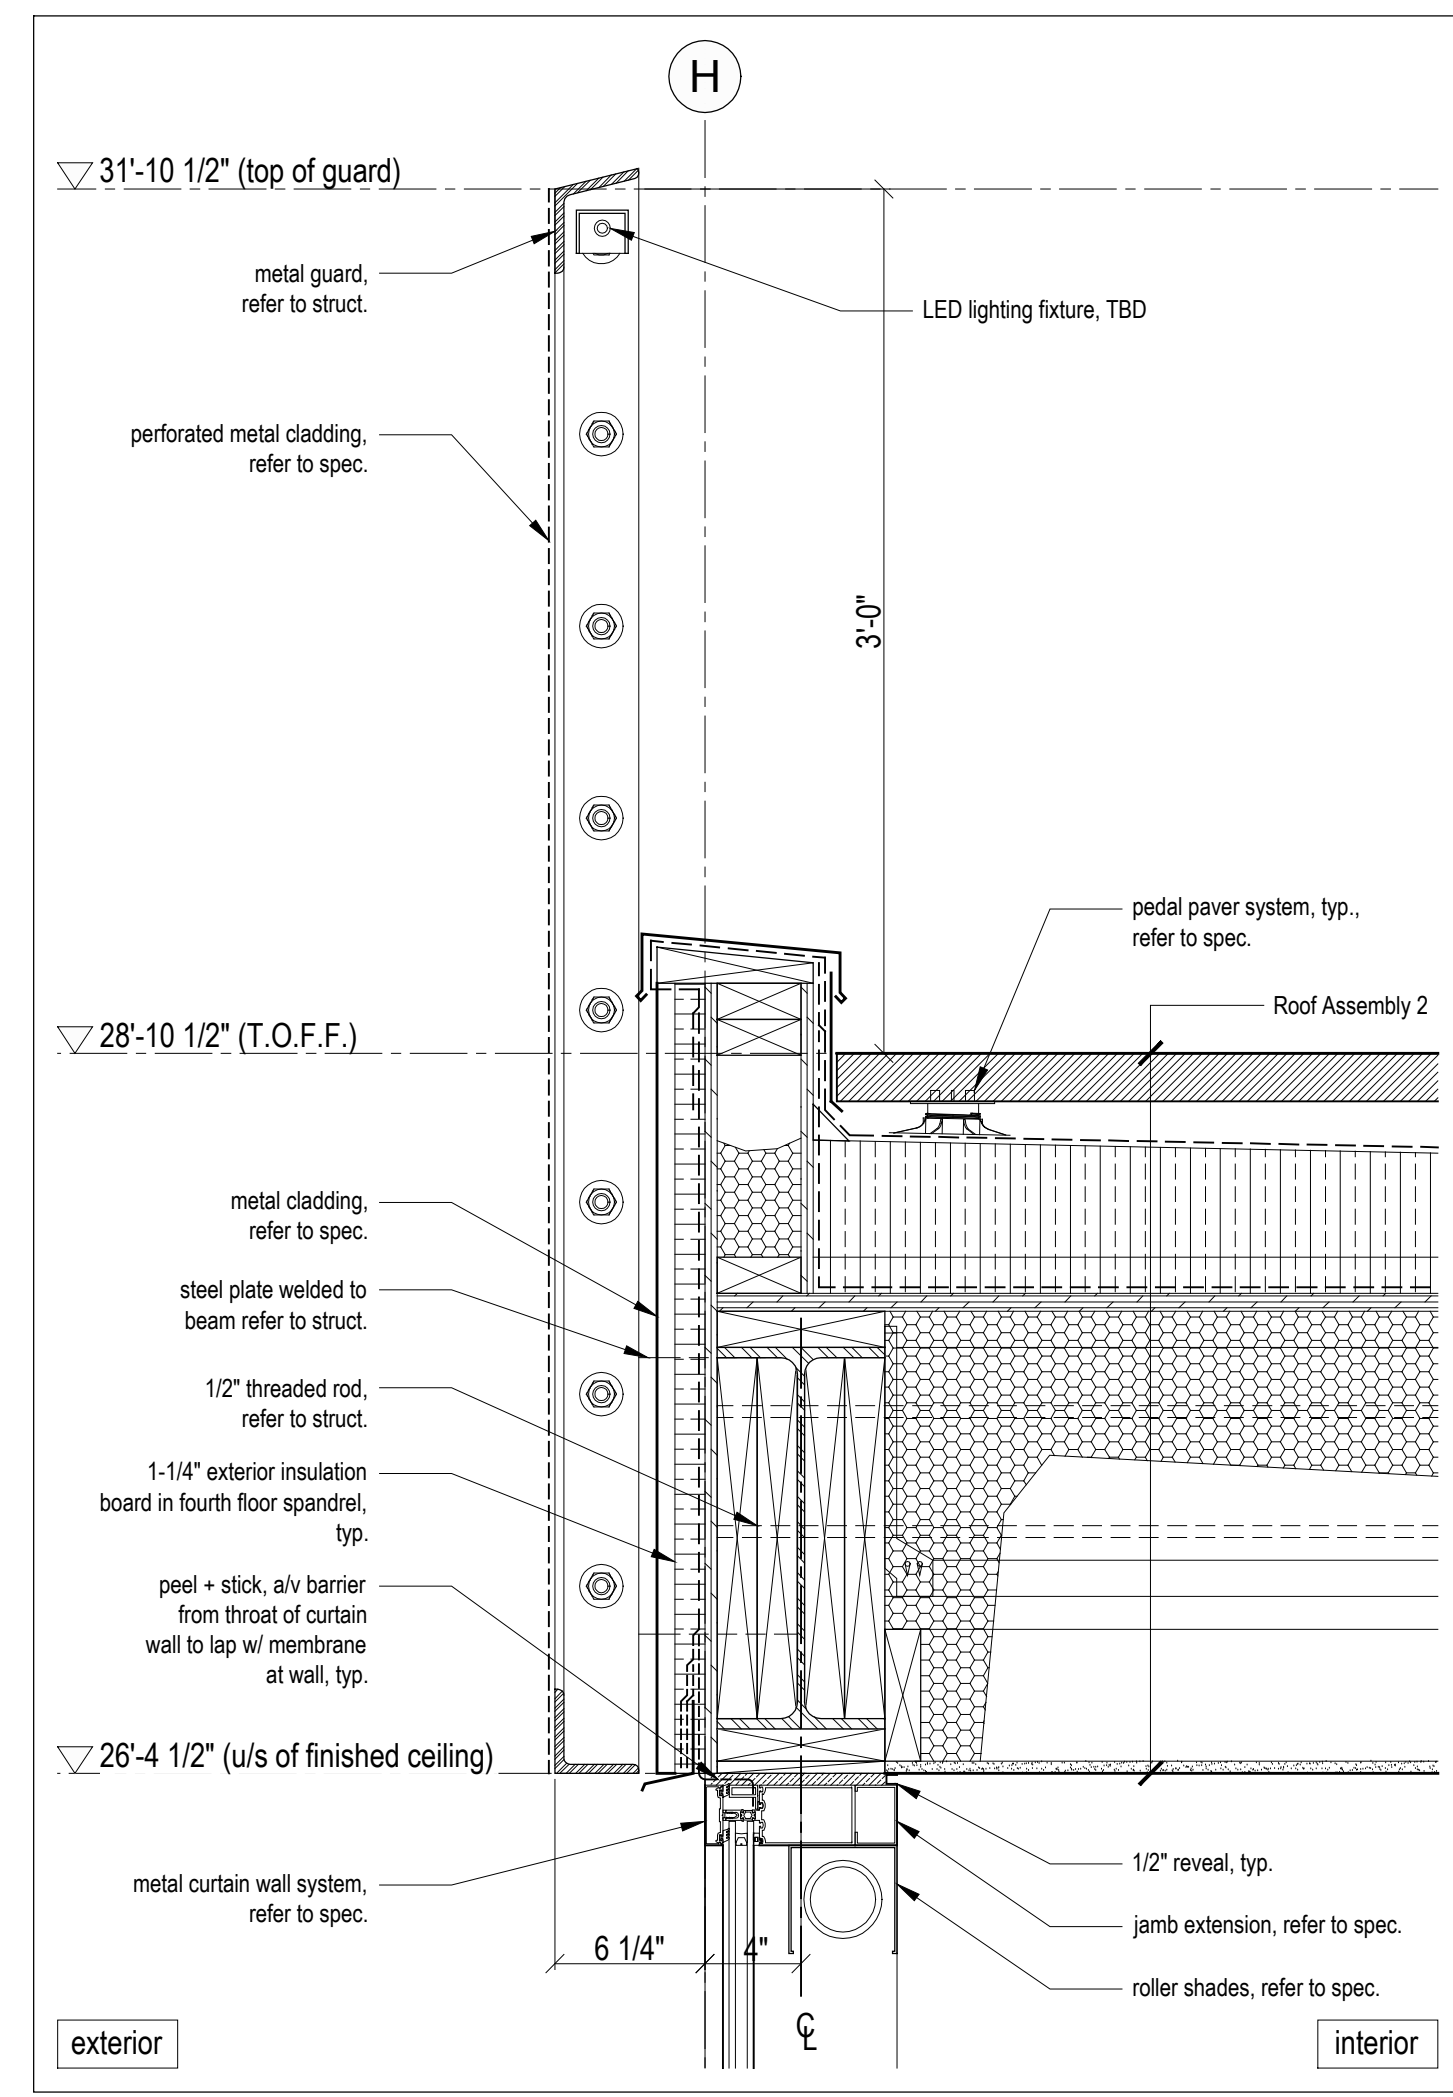 H
31'-10 1/2" (top of guard)
metal guard,
refer to struct.
LED lighting fixture, TBD
perforated metal cladding,
refer to spec.
3'-0"
pedal paver system, typ.,
refer to spec.
Roof Assembly 2
28'-10 1/2" (T.O.F.F.)
metal cladding,
refer to spec.
steel plate welded to
beam refer to struct.
1/2" threaded rod,
refer to struct.
1-1/4" exterior insulation
board in fourth floor spandrel,
typ.
peel + stick, a/v barrier
from throat of curtain
wall to lap w/ membrane
at wall, typ.
26'-4 1/2" (u/s of finished ceiling)
metal curtain wall system,
refer to spec.
1/2" reveal, typ.
jamb extension, refer to spec.
roller shades, refer to spec.
6 1/4"
4"
℄
exterior
interior